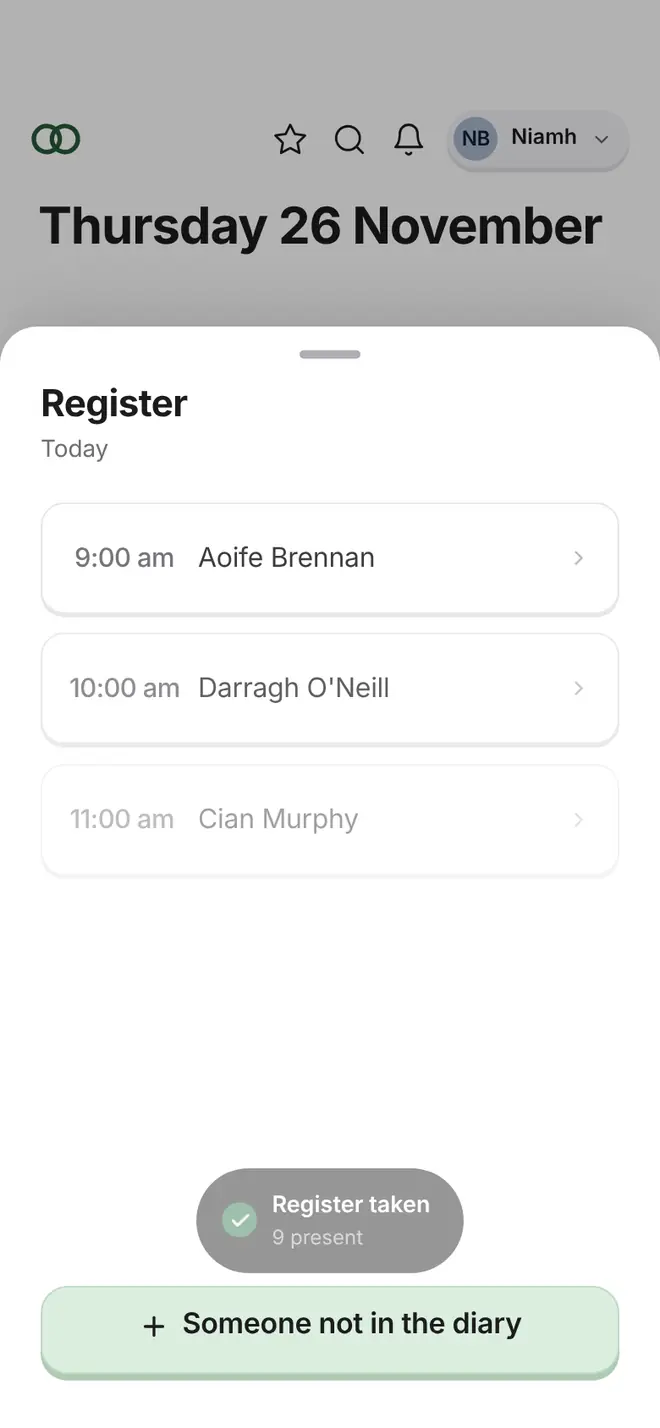 NB Niamh
Thursday 26 November
Register
Today
9:00 am Aoife Brennan
10:00 am Darragh O'Neill
11:00 am Cian Murphy
Register taken
9 present
+ Someone not in the diary